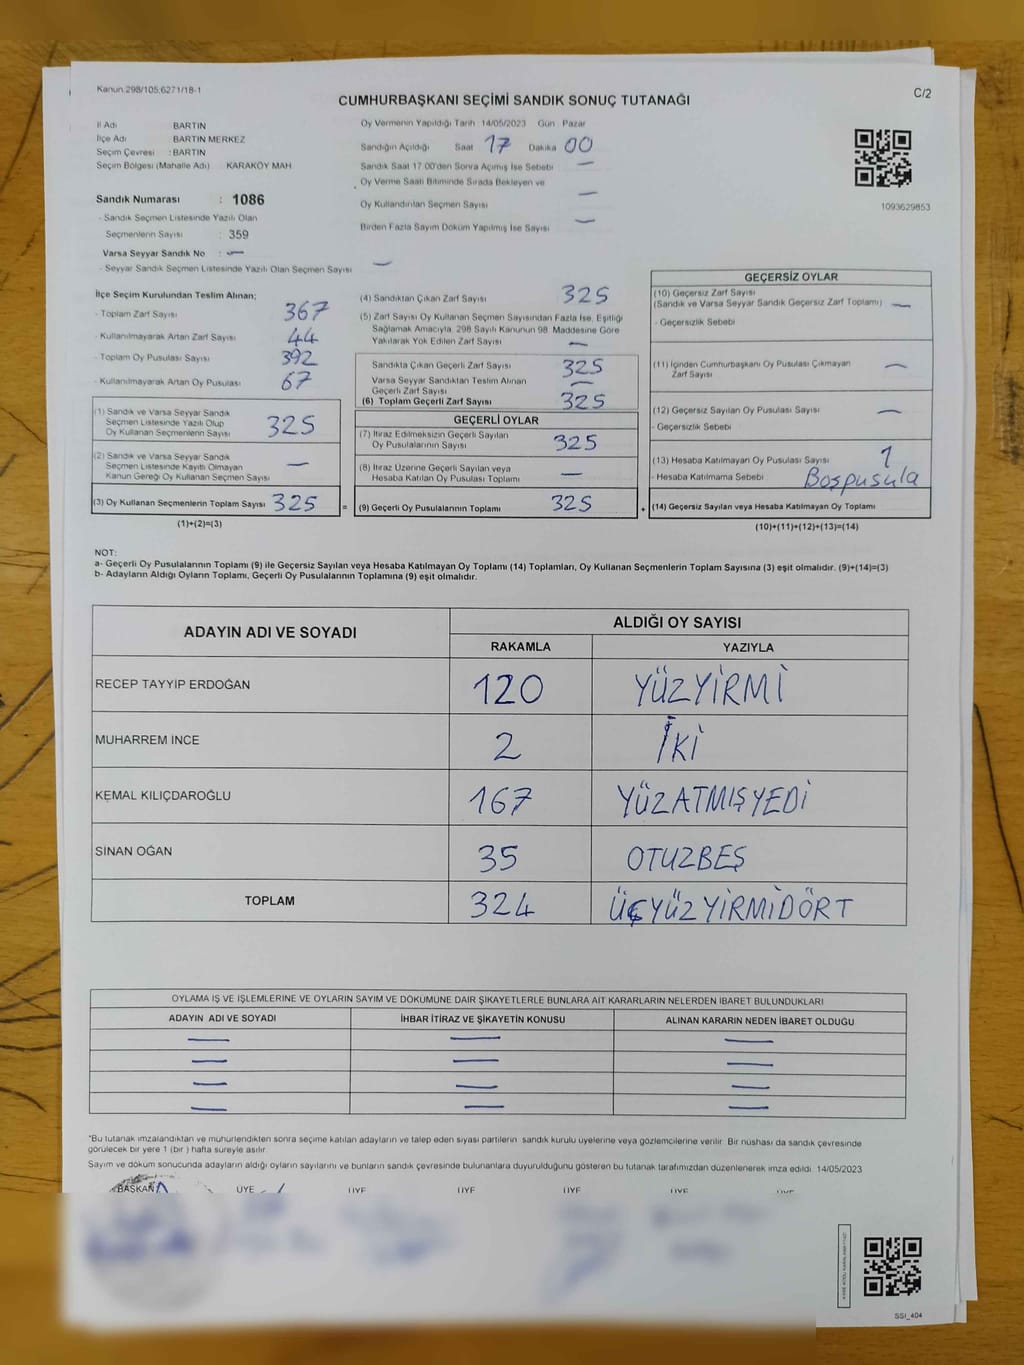 Kanun 298/105;6271/18-1
CUMHURBAŞKANI SEÇİMİ SANDIK SONUÇ TUTANAĞI
C/2
İl Adı BARTIN
İlçe Adı BARTIN MERKEZ
Seçim Çevresi : BARTIN
Seçim Bölgesi (Mahalle Adı) KARAKÖY MAH
Oy Vermenin Yapıldığı Tarih 14/05/2023 Gün Pazar
Sandığın Açıldığı Saat 17 Dakika 00
Sandık Saat 17.00'den Sonra Açılmış İse Sebebi —
Oy Verme Saati Bitiminde Sırada Bekleyen ve
Oy Kullandırılan Seçmen Sayısı —
Birden Fazla Sayım Döküm Yapılmış İse Sayısı —
1093629853
Sandık Numarası : 1086
- Sandık Seçmen Listesinde Yazılı Olan
Seçmenlerin Sayısı : 359
Varsa Seyyar Sandık No : —
- Seyyar Sandık Seçmen Listesinde Yazılı Olan Seçmen Sayısı —
İlçe Seçim Kurulundan Teslim Alınan;
- Toplam Zarf Sayısı 367
- Kullanılmayarak Artan Zarf Sayısı 44
- Toplam Oy Pusulası Sayısı 392
- Kullanılmayarak Artan Oy Pusulası 67
(1) Sandık ve Varsa Seyyar Sandık
Seçmen Listesinde Yazılı Olup
Oy Kullanan Seçmenlerin Sayısı 325
(2) Sandık ve Varsa Seyyar Sandık
Seçmen Listesinde Kayıtlı Olmayan
Kanun Gereği Oy Kullanan Seçmen Sayısı —
(3) Oy Kullanan Seçmenlerin Toplam Sayısı 325 =
(1)+(2)=(3)
(4) Sandıktan Çıkan Zarf Sayısı 325
(5) Zarf Sayısı Oy Kullanan Seçmen Sayısından Fazla İse, Eşitliği
Sağlamak Amacıyla, 298 Sayılı Kanunun 98. Maddesine Göre
Yakılarak Yok Edilen Zarf Sayısı —
Sandıkta Çıkan Geçerli Zarf Sayısı 325
Varsa Seyyar Sandıktan Teslim Alınan
Geçerli Zarf Sayısı —
(6) Toplam Geçerli Zarf Sayısı 325
GEÇERLİ OYLAR
(7) İtiraz Edilmeksizin Geçerli Sayılan
Oy Pusulalarının Sayısı 325
(8) İtiraz Üzerine Geçerli Sayılan veya
Hesaba Katılan Oy Pusulası Toplamı —
(9) Geçerli Oy Pusulalarının Toplamı 325 +
GEÇERSİZ OYLAR
(10) Geçersiz Zarf Sayısı
(Sandık ve Varsa Seyyar Sandık Geçersiz Zarf Toplamı) —
- Geçersizlik Sebebi
(11) İçinden Cumhurbaşkanı Oy Pusulası Çıkmayan
Zarf Sayısı —
(12) Geçersiz Sayılan Oy Pusulası Sayısı —
- Geçersizlik Sebebi
(13) Hesaba Katılmayan Oy Pusulası Sayısı 1
- Hesaba Katılmama Sebebi Boşpusula
(14) Geçersiz Sayılan veya Hesaba Katılmayan Oy Toplamı
(10)+(11)+(12)+(13)=(14)
NOT:
a- Geçerli Oy Pusulalarının Toplamı (9) ile Geçersiz Sayılan veya Hesaba Katılmayan Oy Toplamı (14) Toplamları, Oy Kullanan Seçmenlerin Toplam Sayısına (3) eşit olmalıdır. (9)+(14)=(3)
b- Adayların Aldığı Oyların Toplamı, Geçerli Oy Pusulalarının Toplamına (9) eşit olmalıdır.
ADAYIN ADI VE SOYADI
ALDIĞI OY SAYISI
RAKAMLA YAZIYLA
RECEP TAYYİP ERDOĞAN 120 YÜZYİRMİ
MUHARREM İNCE 2 İKİ
KEMAL KILIÇDAROĞLU 167 YÜZATMIŞYEDİ
SİNAN OĞAN 35 OTUZBEŞ
TOPLAM 324 ÜÇYÜZYİRMİDÖRT
OYLAMA İŞ VE İŞLEMLERİNE VE OYLARIN SAYIM VE DÖKÜMÜNE DAİR ŞİKAYETLERLE BUNLARA AİT KARARLARIN NELERDEN İBARET BULUNDUKLARI
ADAYIN ADI VE SOYADI İHBAR İTİRAZ VE ŞİKAYETİN KONUSU ALINAN KARARIN NEDEN İBARET OLDUĞU
— — —
— — —
— — —
— — —
*Bu tutanak imzalandıktan ve mühürlendikten sonra seçime katılan adayların ve talep eden siyasi partilerin sandık kurulu üyelerine veya gözlemcilerine verilir. Bir nüshası da sandık çevresinde
görülecek bir yere 1 (bir) hafta süreyle asılır.
Sayım ve döküm sonucunda adayların aldığı oyların sayılarını ve bunların sandık çevresinde bulunanlara duyurulduğunu gösteren bu tutanak tarafımızdan düzenlenerek imza edildi. 14/05/2023
BAŞKAN ÜYE ÜYE ÜYE ÜYE ÜYE ÜYE
SSI_404